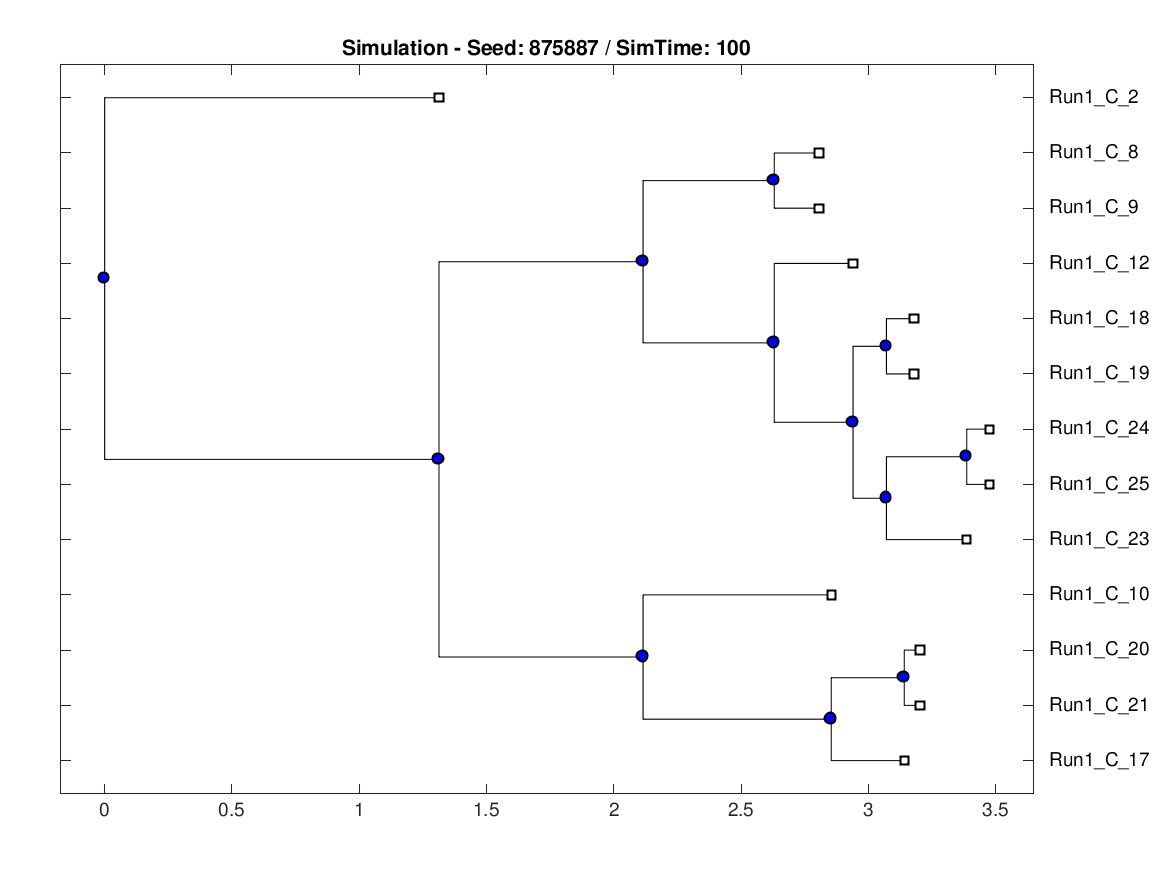 Simulation - Seed: 875887 / SimTime: 100
Run1_C_2
Run1_C_8
Run1_C_9
Run1_C_12
Run1_C_18
Run1_C_19
Run1_C_24
Run1_C_25
Run1_C_23
Run1_C_10
Run1_C_20
Run1_C_21
Run1_C_17
0 0.5 1 1.5 2 2.5 3 3.5